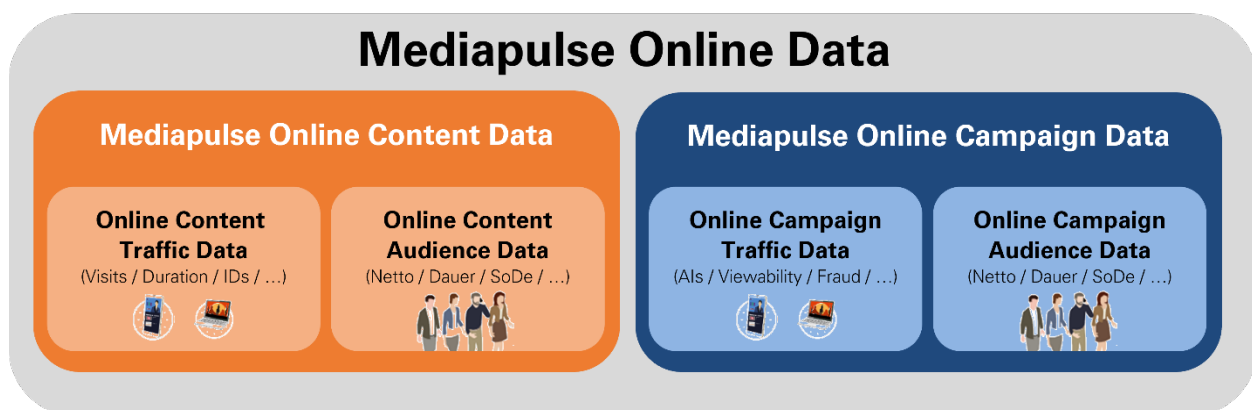 Mediapulse Online Data
Mediapulse Online Content Data
Online Content
Traffic Data
(Visits / Duration / IDs / …)
Online Content
Audience Data
(Netto / Dauer / SoDe / …)
Mediapulse Online Campaign Data
Online Campaign
Traffic Data
(AIs / Viewability / Fraud / …)
Online Campaign
Audience Data
(Netto / Dauer / SoDe / …)